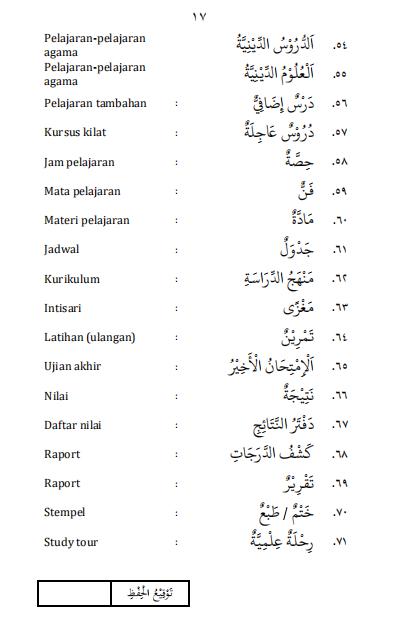 ١٧
٥٤. اَلدُّرُوْسُ الدِّيْنِيَّةُ Pelajaran-pelajaran
agama
٥٥. اَلْعُلُوْمُ الدِّيْنِيَّةُ Pelajaran-pelajaran
agama
٥٦. دَرْسٌ إِضَافِيٌّ : Pelajaran tambahan
٥٧. دُرُوْسٌ عَاجِلَةٌ : Kursus kilat
٥٨. حِصَّةٌ : Jam pelajaran
٥٩. فَنٌّ : Mata pelajaran
٦٠. مَادَّةٌ : Materi pelajaran
٦١. جَدْوَلٌ : Jadwal
٦٢. مَنْهَجُ الدِّرَاسَةِ : Kurikulum
٦٣. مَغْزًى : Intisari
٦٤. تَمْرِيْنٌ : Latihan (ulangan)
٦٥. اَلْإِمْتِحَانُ الْأَخِيْرُ : Ujian akhir
٦٦. نَتِيْجَةٌ : Nilai
٦٧. دَفْتَرُ النَّتَائِجِ : Daftar nilai
٦٨. كَشْفُ الدَّرَجَاتِ : Raport
٦٩. تَقْرِيْرٌ : Raport
٧٠. خَتْمٌ / طَبْعٌ : Stempel
٧١. رِحْلَةٌ عِلْمِيَّةٌ : Study tour
تَوْقِيْعُ الْحِفْظِ